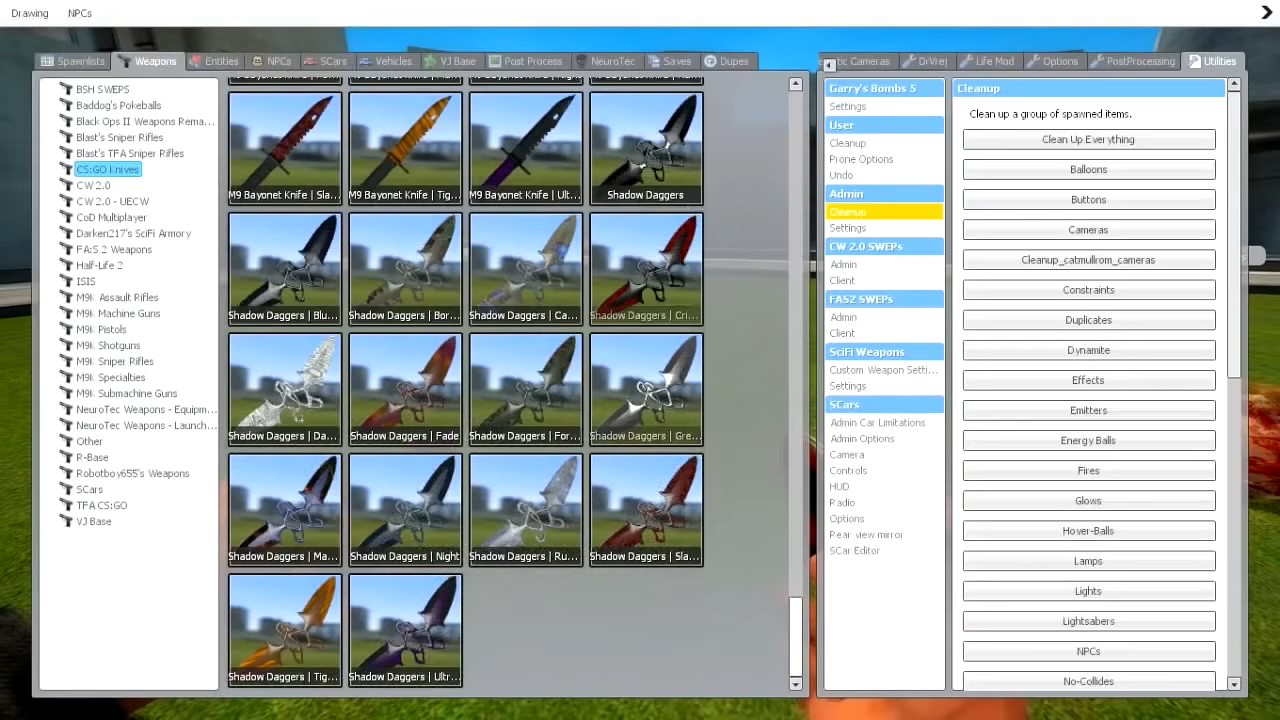 Drawing NPCs
Spawnlists Weapons Entities NPCs SCars Vehicles VJ Base Post Process NeuroTec Saves Dupes
BSH SWEPS
Baddog's Pokeballs
Black Ops II Weapons Rema...
Blast's Sniper Rifles
Blast's TFA Sniper Rifles
CS:GO Knives
CW 2.0
CW 2.0 - UECW
CoD Multiplayer
Darken217's SciFi Armory
FA:S 2 Weapons
Half-Life 2
ISIS
M9K Assault Rifles
M9K Machine Guns
M9K Pistols
M9K Shotguns
M9K Sniper Rifles
M9K Specialties
M9K Submachine Guns
NeuroTec Weapons - Equipm...
NeuroTec Weapons - Launch...
Other
R-Base
Robotboy655's Weapons
SCars
TFA CS:GO
VJ Base
M9 Bayonet Knife | Sla...
M9 Bayonet Knife | Tig...
M9 Bayonet Knife | Ult...
Shadow Daggers
Shadow Daggers | Blu...
Shadow Daggers | Bor...
Shadow Daggers | Ca...
Shadow Daggers | Cri...
Shadow Daggers | Da...
Shadow Daggers | Fade
Shadow Daggers | For...
Shadow Daggers | Gre...
Shadow Daggers | Ma...
Shadow Daggers | Night
Shadow Daggers | Ru...
Shadow Daggers | Sla...
Shadow Daggers | Tig...
Shadow Daggers | Ultr...
tic Cameras DrVrej Life Mod Options PostProcessing Utilities
Garry's Bombs 5
Settings
User
Cleanup
Prone Options
Undo
Admin
Cleanup
Settings
CW 2.0 SWEPs
Admin
Client
FAS2 SWEPs
Admin
Client
SciFi Weapons
Custom Weapon Setti...
Settings
SCars
Admin Car Limitations
Admin Options
Camera
Controls
HUD
Radio
Options
Rear view mirror
SCar Editor
Cleanup
Clean up a group of spawned items.
Clean Up Everything
Balloons
Buttons
Cameras
Cleanup_catmullrom_cameras
Constraints
Duplicates
Dynamite
Effects
Emitters
Energy Balls
Fires
Glows
Hover-Balls
Lamps
Lights
Lightsabers
NPCs
No-Collides